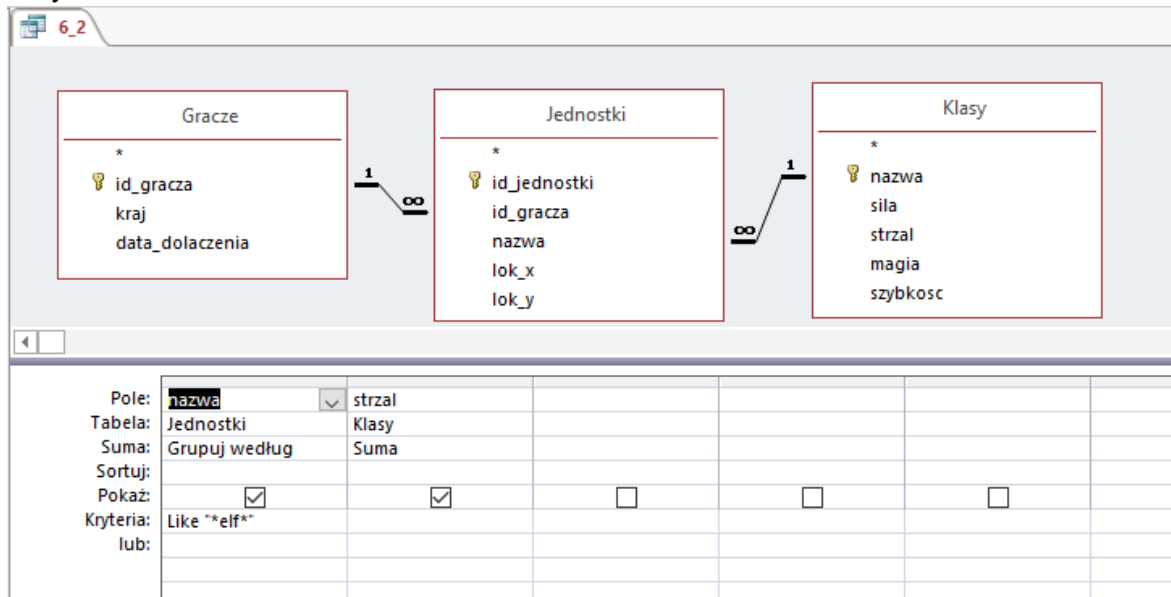 6_2
Gracze
*
id_gracza
kraj
data_dolaczenia
1
∞
Jednostki
*
id_jednostki
id_gracza
nazwa
lok_x
lok_y
∞
1
Klasy
*
nazwa
sila
strzal
magia
szybkosc
Pole: nazwa strzal
Tabela: Jednostki Klasy
Suma: Grupuj według Suma
Sortuj:
Pokaż:
Kryteria: Like "*elf*"
lub: